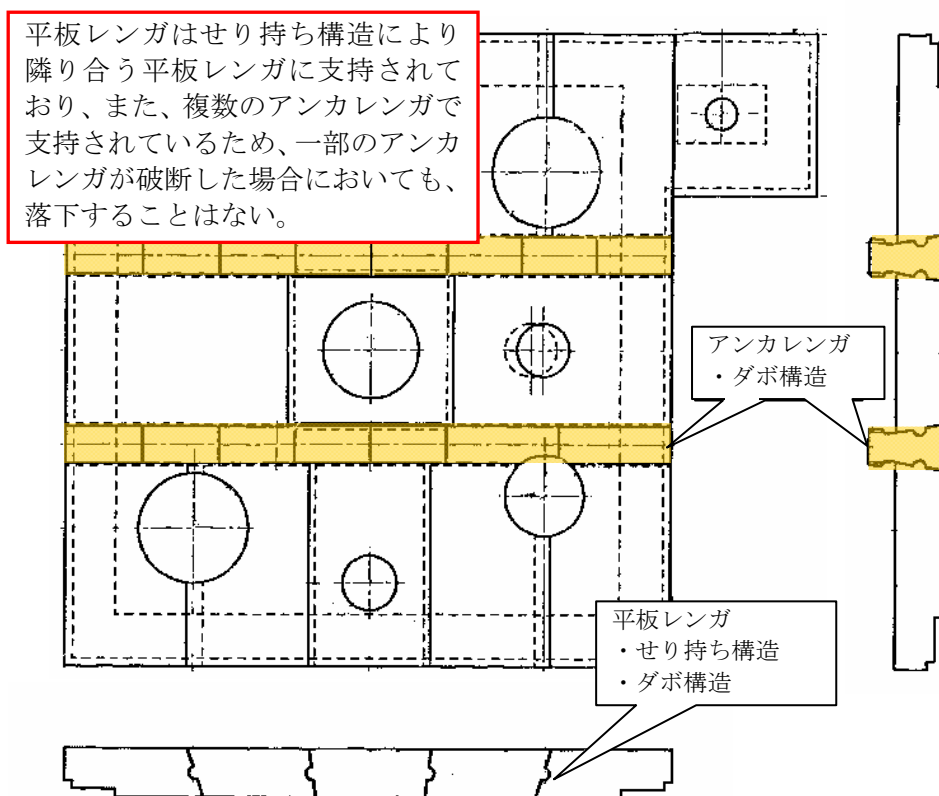 平板レンガはせり持ち構造により
隣り合う平板レンガに支持されて
おり、また、複数のアンカレンガで
支持されているため、一部のアンカ
レンガが破断した場合においても、
落下することはない。
アンカレンガ
・ダボ構造
平板レンガ
・せり持ち構造
・ダボ構造